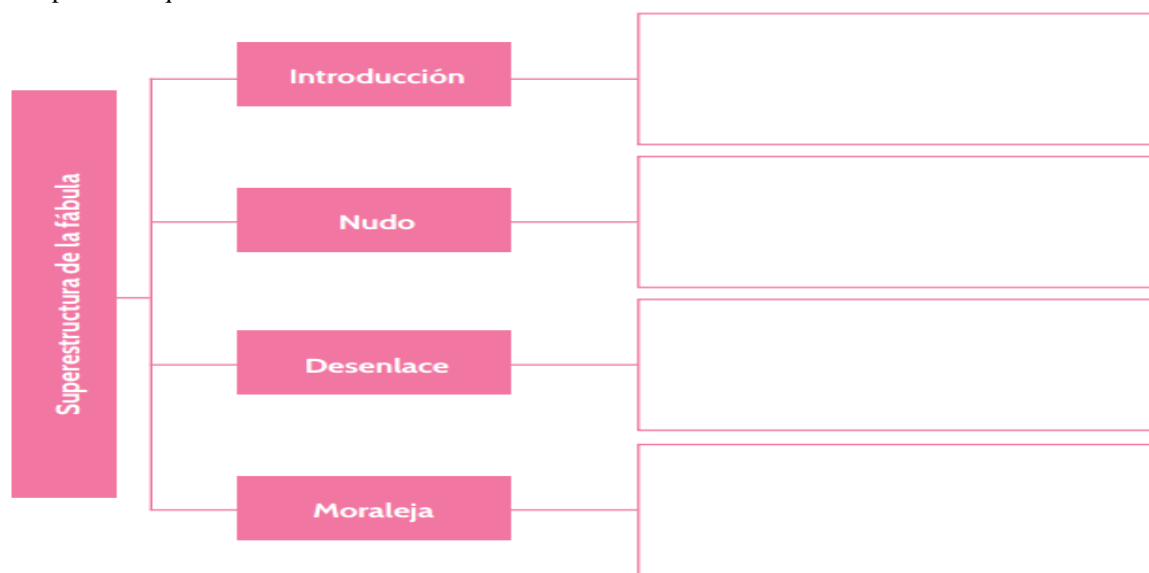 Superestructura de la fábula
Introducción
Nudo
Desenlace
Moraleja